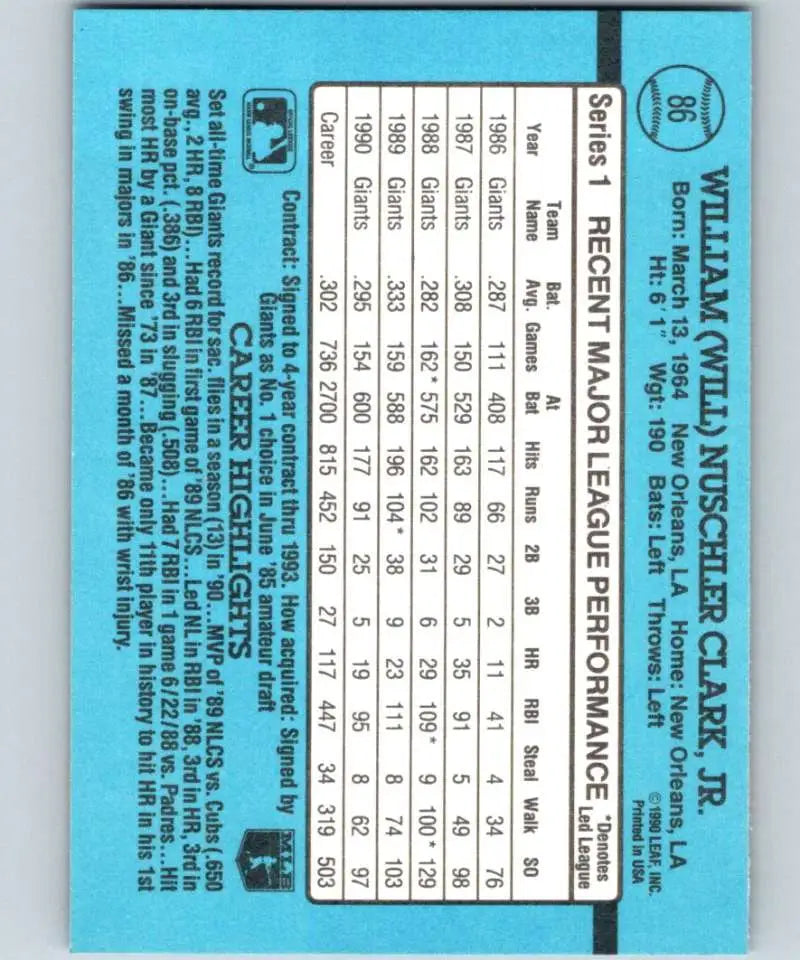 86
WILLIAM (WILL) NUSCHLER CLARK, JR.
Born: March 13, 1964 New Orleans, LA Home: New Orleans, LA
Ht: 6'1" Wgt: 190 Bats: Left Throws: Left
©1990 LEAF, INC.
Printed in USA
Series 1 RECENT MAJOR LEAGUE PERFORMANCE *Denotes Led League
Year Team Name Bat. Avg. Games At Bat Hits Runs 2B 3B HR RBI Steal Walk SO
1986 Giants .287 111 408 117 66 27 2 11 41 4 34 76
1987 Giants .308 150 529 163 89 29 5 35 91 5 49 98
1988 Giants .282 162* 575 162 102 31 6 29 109* 9 100* 129
1989 Giants .333 159 588 196 104* 38 9 23 111 8 74 103
1990 Giants .295 154 600 177 91 25 5 19 95 8 62 97
Career .302 736 2700 815 452 150 27 117 447 34 319 503
Contract: Signed to 4-year contract thru 1993. How acquired: Signed by
Giants as No. 1 choice in June '85 amateur draft
MLB
CAREER HIGHLIGHTS
Set all-time Giants record for sac. flies in a season (13) in '90...MVP of '89 NLCS vs. Cubs (.650
avg., 2 HR, 8 RBI)...Had 6 RBI in first game of '89 NLCS...Led NL in RBI in '88, 3rd in HR, 3rd in
on-base pct. (.386) and 3rd in slugging (.508)...Had 7 RBI in 1 game 6/22/88 vs. Padres...Hit
most HR by a Giant since '73 in '87...Became only 11th player in history to hit HR in his 1st
swing in majors in '86...Missed a month of '86 with wrist injury.